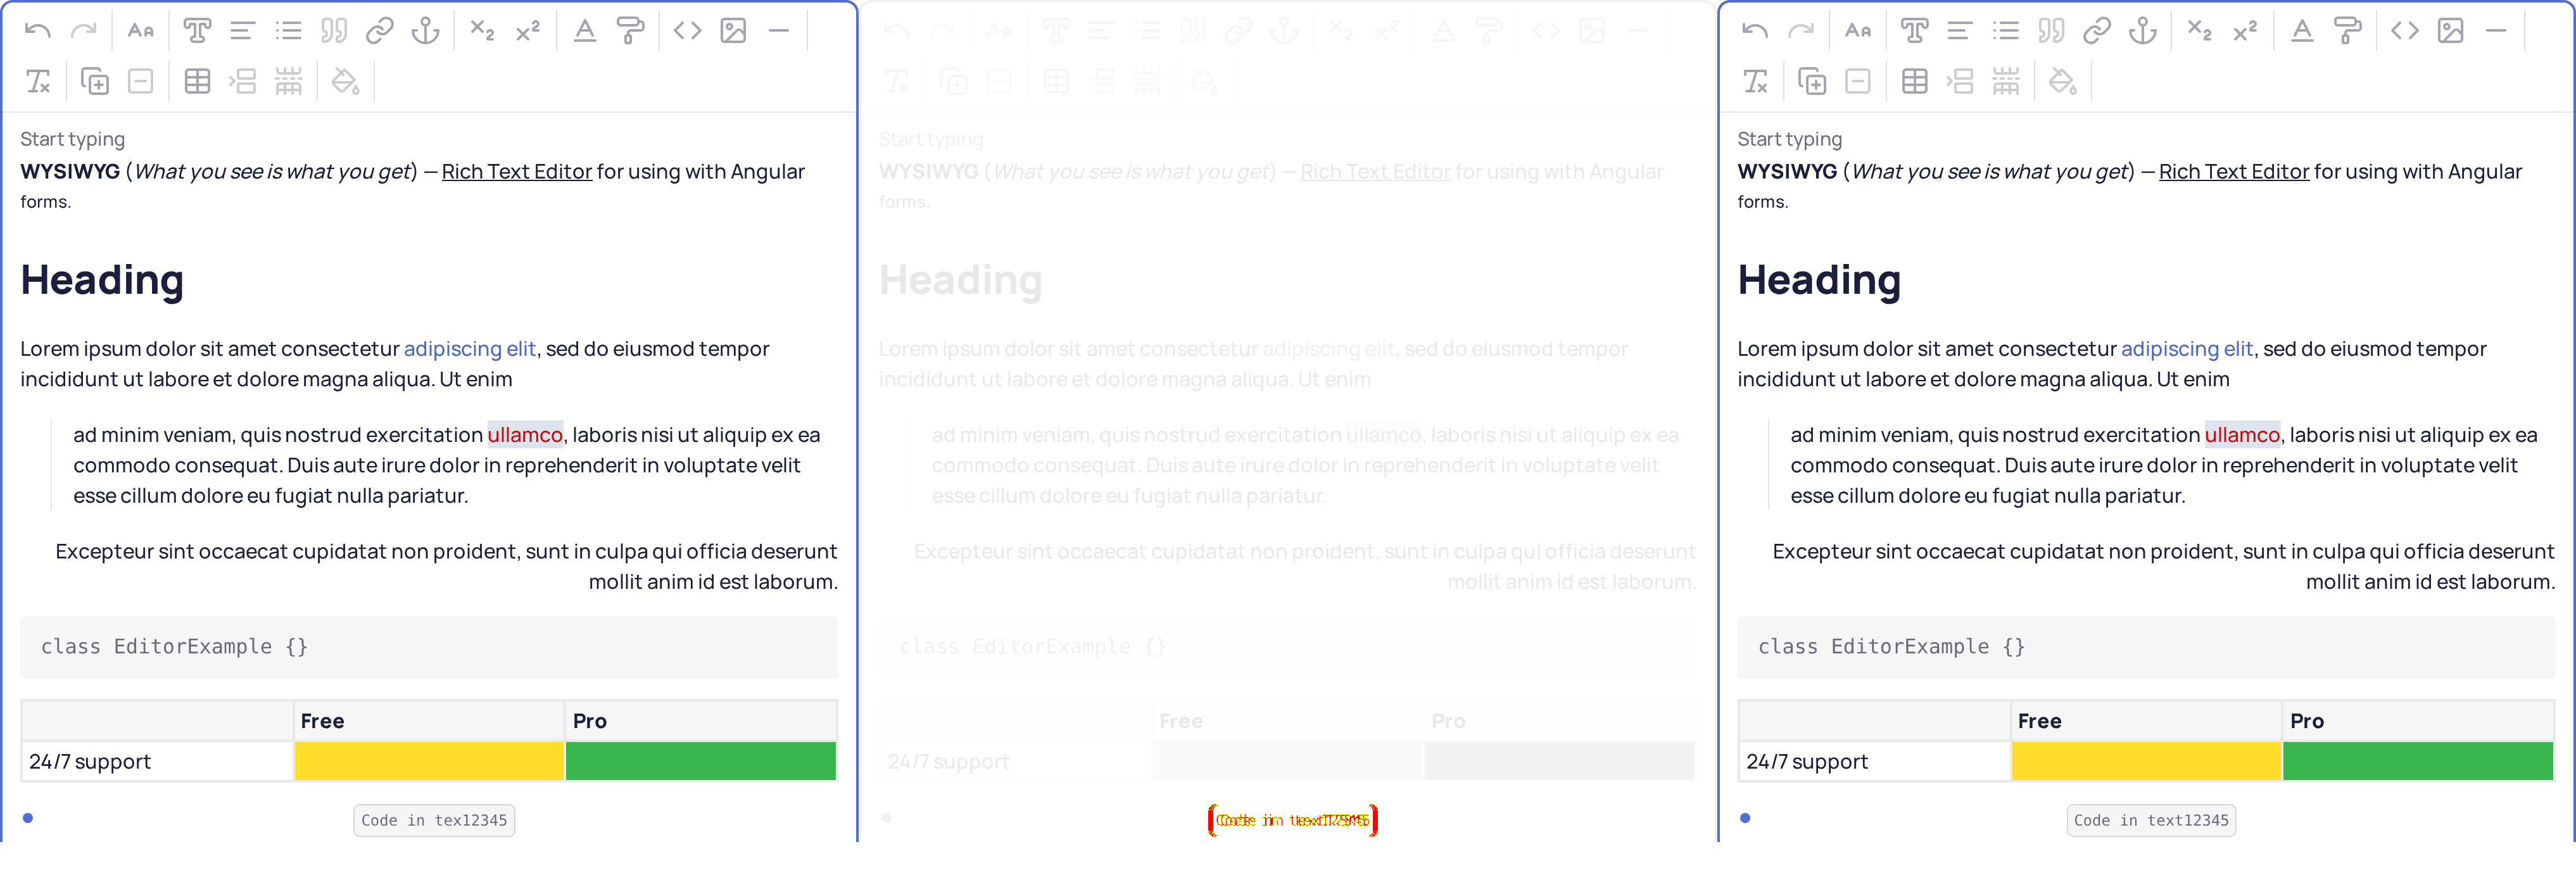 Start typing
WYSIWYG (What you see is what you get) — Rich Text Editor for using with Angular
forms.
Heading
Lorem ipsum dolor sit amet consectetur adipiscing elit, sed do eiusmod tempor
incididunt ut labore et dolore magna aliqua. Ut enim
ad minim veniam, quis nostrud exercitation ullamco, laboris nisi ut aliquip ex ea
commodo consequat. Duis aute irure dolor in reprehenderit in voluptate velit
esse cillum dolore eu fugiat nulla pariatur.
Excepteur sint occaecat cupidatat non proident, sunt in culpa qui officia deserunt
mollit anim id est laborum.
class EditorExample {}
Free Pro
24/7 support
Code in tex12345
Start typing
WYSIWYG (What you see is what you get) — Rich Text Editor for using with Angular
forms.
Heading
Lorem ipsum dolor sit amet consectetur adipiscing elit, sed do eiusmod tempor
incididunt ut labore et dolore magna aliqua. Ut enim
ad minim veniam, quis nostrud exercitation ullamco, laboris nisi ut aliquip ex ea
commodo consequat. Duis aute irure dolor in reprehenderit in voluptate velit
esse cillum dolore eu fugiat nulla pariatur.
Excepteur sint occaecat cupidatat non proident, sunt in culpa qui officia deserunt
mollit anim id est laborum.
class EditorExample {}
Free Pro
24/7 support
Start typing
WYSIWYG (What you see is what you get) — Rich Text Editor for using with Angular
forms.
Heading
Lorem ipsum dolor sit amet consectetur adipiscing elit, sed do eiusmod tempor
incididunt ut labore et dolore magna aliqua. Ut enim
ad minim veniam, quis nostrud exercitation ullamco, laboris nisi ut aliquip ex ea
commodo consequat. Duis aute irure dolor in reprehenderit in voluptate velit
esse cillum dolore eu fugiat nulla pariatur.
Excepteur sint occaecat cupidatat non proident, sunt in culpa qui officia deserunt
mollit anim id est laborum.
class EditorExample {}
Free Pro
24/7 support
Code in text12345